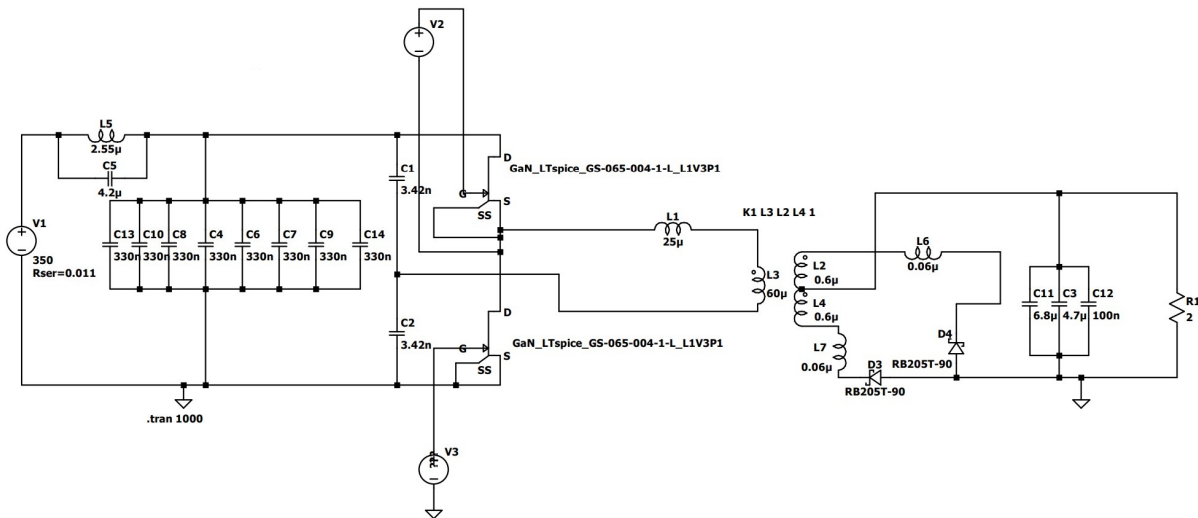 V2
L5
2.55µ
C5
4.2µ
V1
350
Rser=0.011
C13
330n
C10
330n
C8
330n
C4
330n
C6
330n
C7
330n
C9
330n
C14
330n
C1
3.42n
C2
3.42n
D
GaN_LTspice_GS-065-004-1-L_L1V3P1
G
S
SS
D
GaN_LTspice_GS-065-004-1-L_L1V3P1
G
S
SS
V3
.tran 1000
L1
25µ
K1 L3 L2 L4 1
L3
60µ
L2
0.6µ
L4
0.6µ
L6
0.06µ
L7
0.06µ
D3
RB205T-90
D4
RB205T-90
C11
6.8µ
C3
4.7µ
C12
100n
R1
2